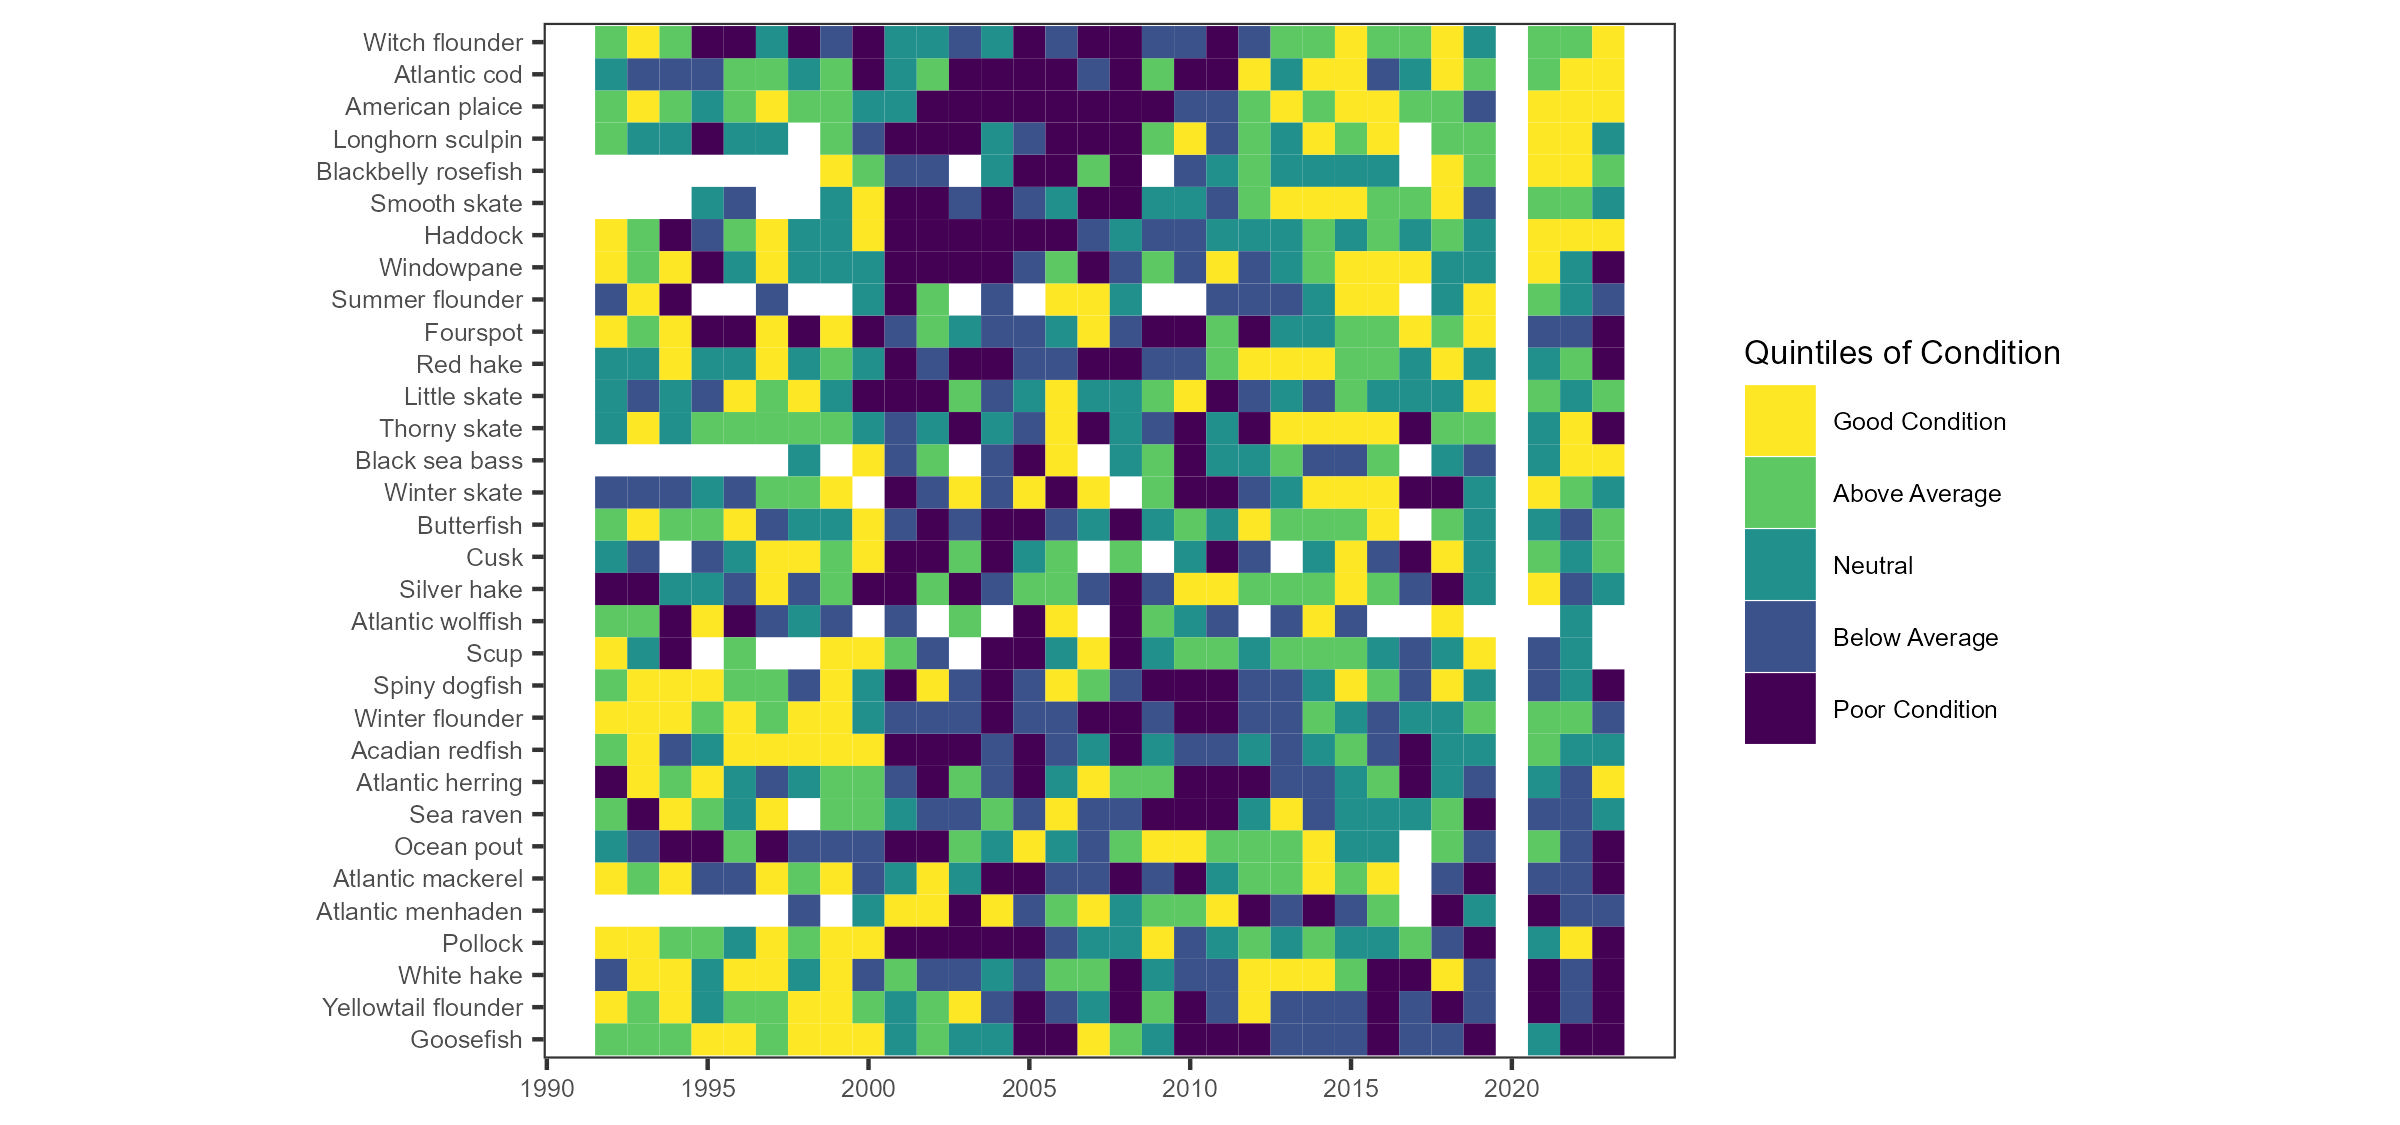 Witch flounder
Atlantic cod
American plaice
Longhorn sculpin
Blackbelly rosefish
Smooth skate
Haddock
Windowpane
Summer flounder
Fourspot
Red hake
Little skate
Thorny skate
Black sea bass
Winter skate
Butterfish
Cusk
Silver hake
Atlantic wolffish
Scup
Spiny dogfish
Winter flounder
Acadian redfish
Atlantic herring
Sea raven
Ocean pout
Atlantic mackerel
Atlantic menhaden
Pollock
White hake
Yellowtail flounder
Goosefish
1990 1995 2000 2005 2010 2015 2020
Quintiles of Condition
Good Condition
Above Average
Neutral
Below Average
Poor Condition